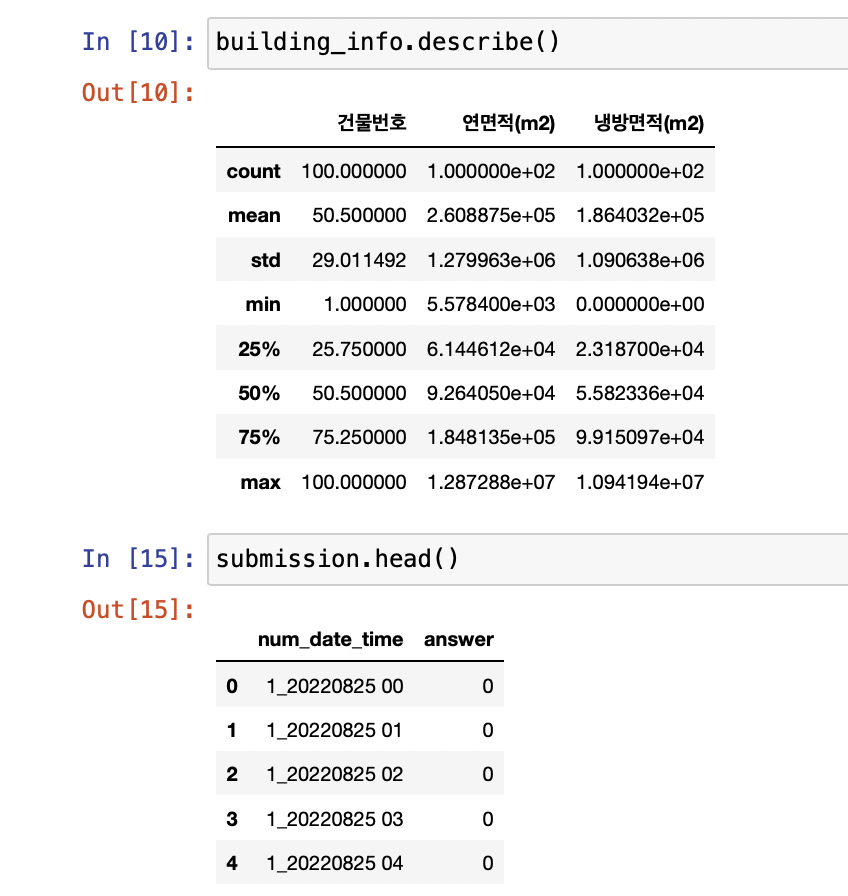 In [10]: building_info.describe()
Out[10]:
건물번호 연면적(m2) 냉방면적(m2)
count 100.000000 1.000000e+02 1.000000e+02
mean 50.500000 2.608875e+05 1.864032e+05
std 29.011492 1.279963e+06 1.090638e+06
min 1.000000 5.578400e+03 0.000000e+00
25% 25.750000 6.144612e+04 2.318700e+04
50% 50.500000 9.264050e+04 5.582336e+04
75% 75.250000 1.848135e+05 9.915097e+04
max 100.000000 1.287288e+07 1.094194e+07
In [15]: submission.head()
Out[15]:
num_date_time answer
0 1_20220825 00 0
1 1_20220825 01 0
2 1_20220825 02 0
3 1_20220825 03 0
4 1_20220825 04 0